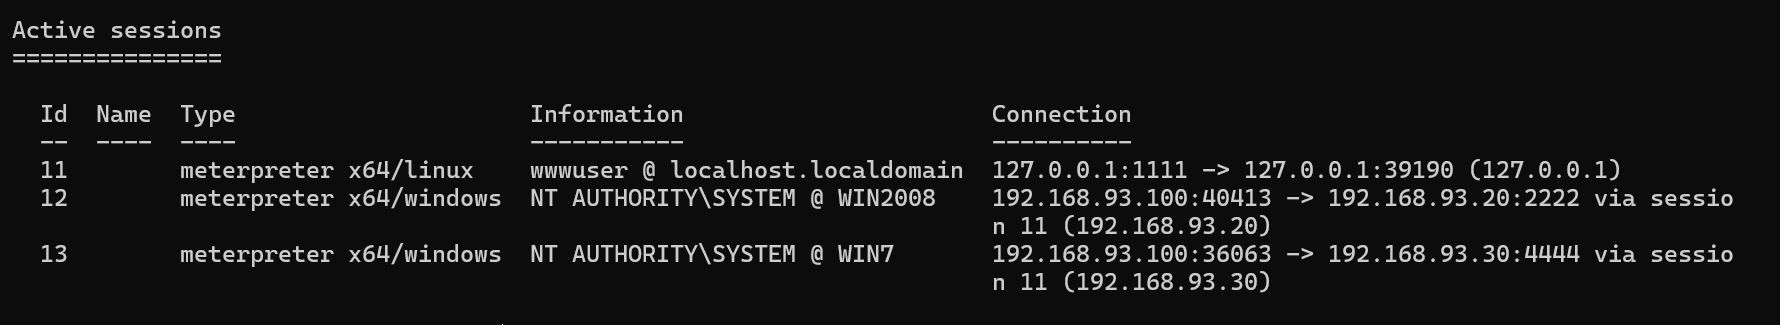 Active sessions
===============
Id  Name  Type  Information  Connection
--  ----  ----  -----------  ----------
11  meterpreter x64/linux  wwwuser @ localhost.localdomain  127.0.0.1:1111 -> 127.0.0.1:39190 (127.0.0.1)
12  meterpreter x64/windows  NT AUTHORITY\SYSTEM @ WIN2008  192.168.93.100:40413 -> 192.168.93.20:2222 via sessio
n 11 (192.168.93.20)
13  meterpreter x64/windows  NT AUTHORITY\SYSTEM @ WIN7  192.168.93.100:36063 -> 192.168.93.30:4444 via sessio
n 11 (192.168.93.30)